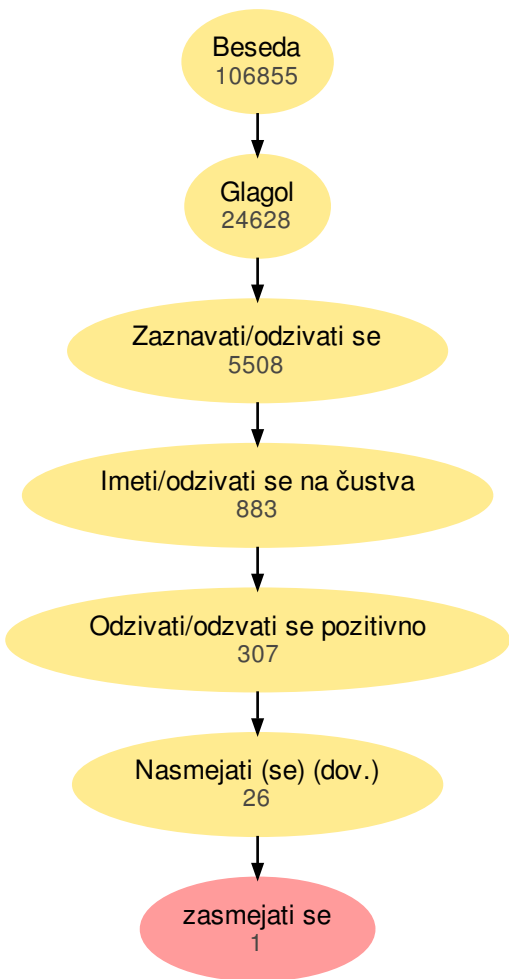 Beseda
106855
Glagol
24628
Zaznavati/odzivati se
5508
Imeti/odzivati se na čustva
883
Odzivati/odzvati se pozitivno
307
Nasmejati (se) (dov.)
26
zasmejati se
1